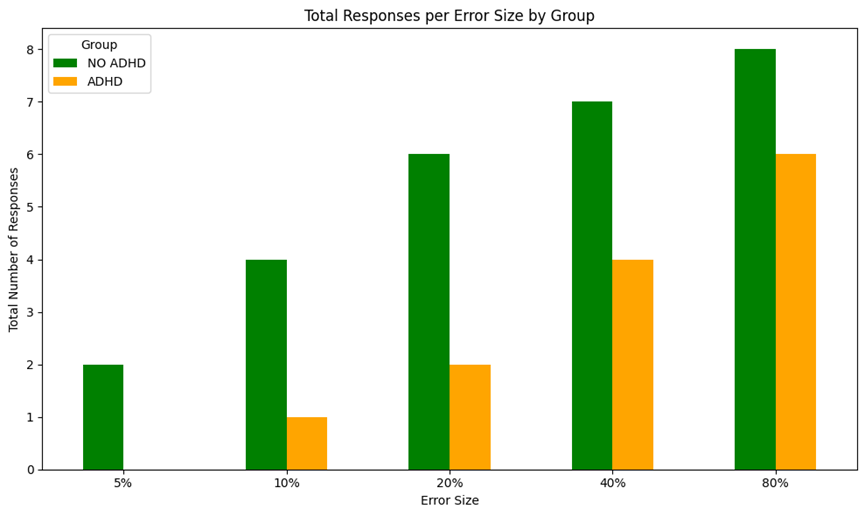 Total Responses per Error Size by Group
Group
NO ADHD
ADHD
Total Number of Responses
8
7
6
5
4
3
2
1
0
5% 10% 20% 40% 80%
Error Size